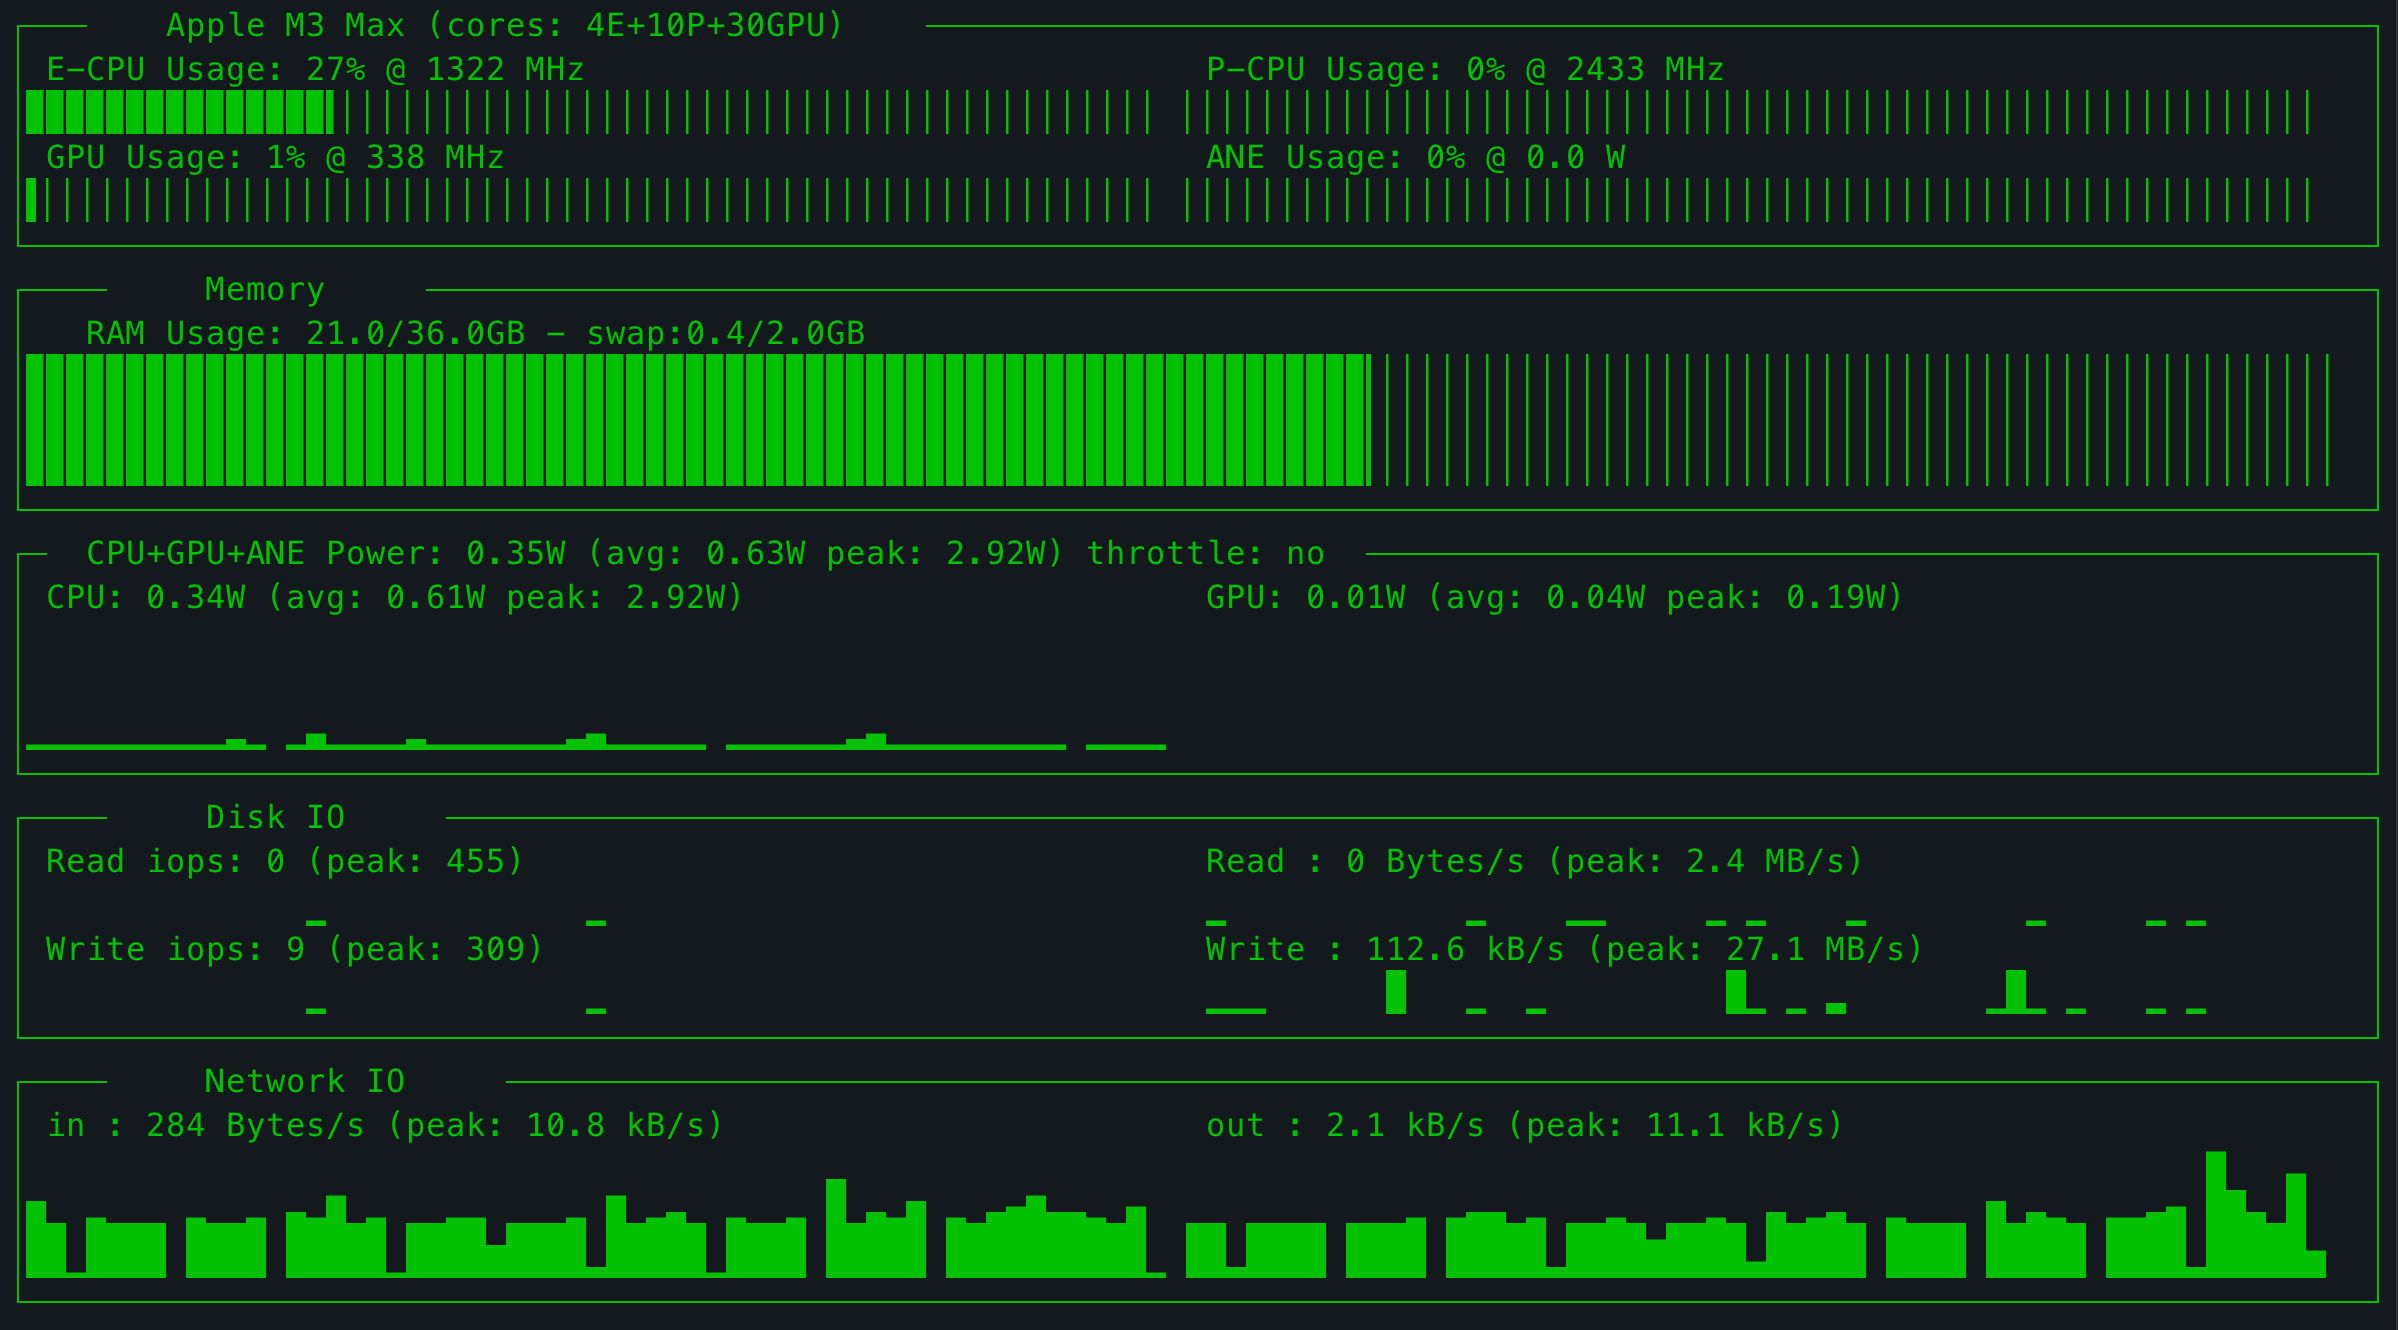 Apple M3 Max (cores: 4E+10P+30GPU)
E-CPU Usage: 27% @ 1322 MHz
P-CPU Usage: 0% @ 2433 MHz
GPU Usage: 1% @ 338 MHz
ANE Usage: 0% @ 0.0 W
Memory
RAM Usage: 21.0/36.0GB - swap:0.4/2.0GB
CPU+GPU+ANE Power: 0.35W (avg: 0.63W peak: 2.92W) throttle: no
CPU: 0.34W (avg: 0.61W peak: 2.92W)
GPU: 0.01W (avg: 0.04W peak: 0.19W)
Disk IO
Read iops: 0 (peak: 455)
Read : 0 Bytes/s (peak: 2.4 MB/s)
Write iops: 9 (peak: 309)
Write : 112.6 kB/s (peak: 27.1 MB/s)
Network IO
in : 284 Bytes/s (peak: 10.8 kB/s)
out : 2.1 kB/s (peak: 11.1 kB/s)